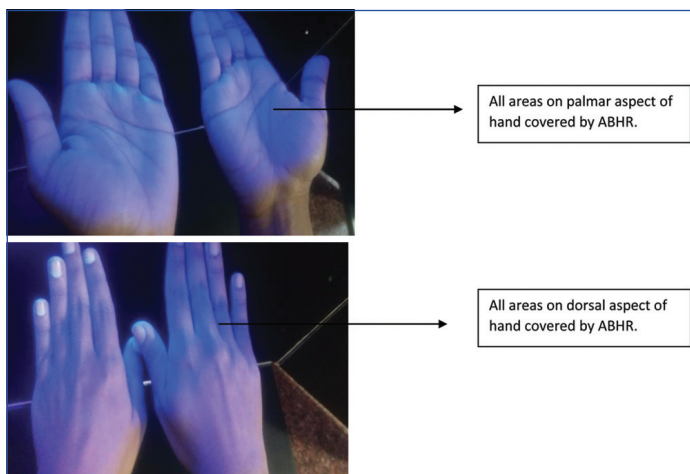 All areas on palmar aspect of
hand covered by ABHR.
All areas on dorsal aspect of
hand covered by ABHR.